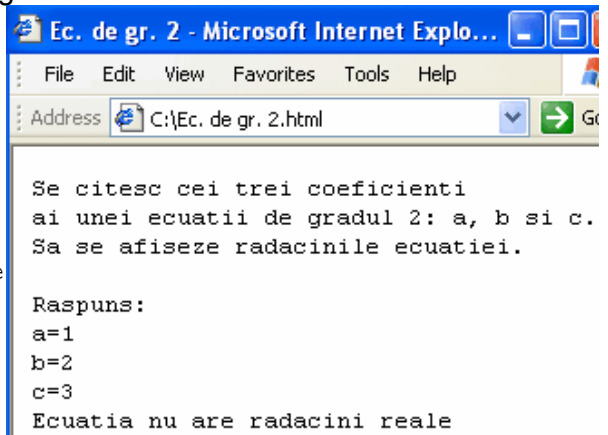 Ec. de gr. 2 - Microsoft Internet Explo...
File Edit View Favorites Tools Help
Address C:\Ec. de gr. 2.html Go
Se citesc cei trei coeficienti
ai unei ecuatii de gradul 2: a, b si c.
Sa se afiseze radacinile ecuatiei.
Raspuns:
a=1
b=2
c=3
Ecuatia nu are radacini reale